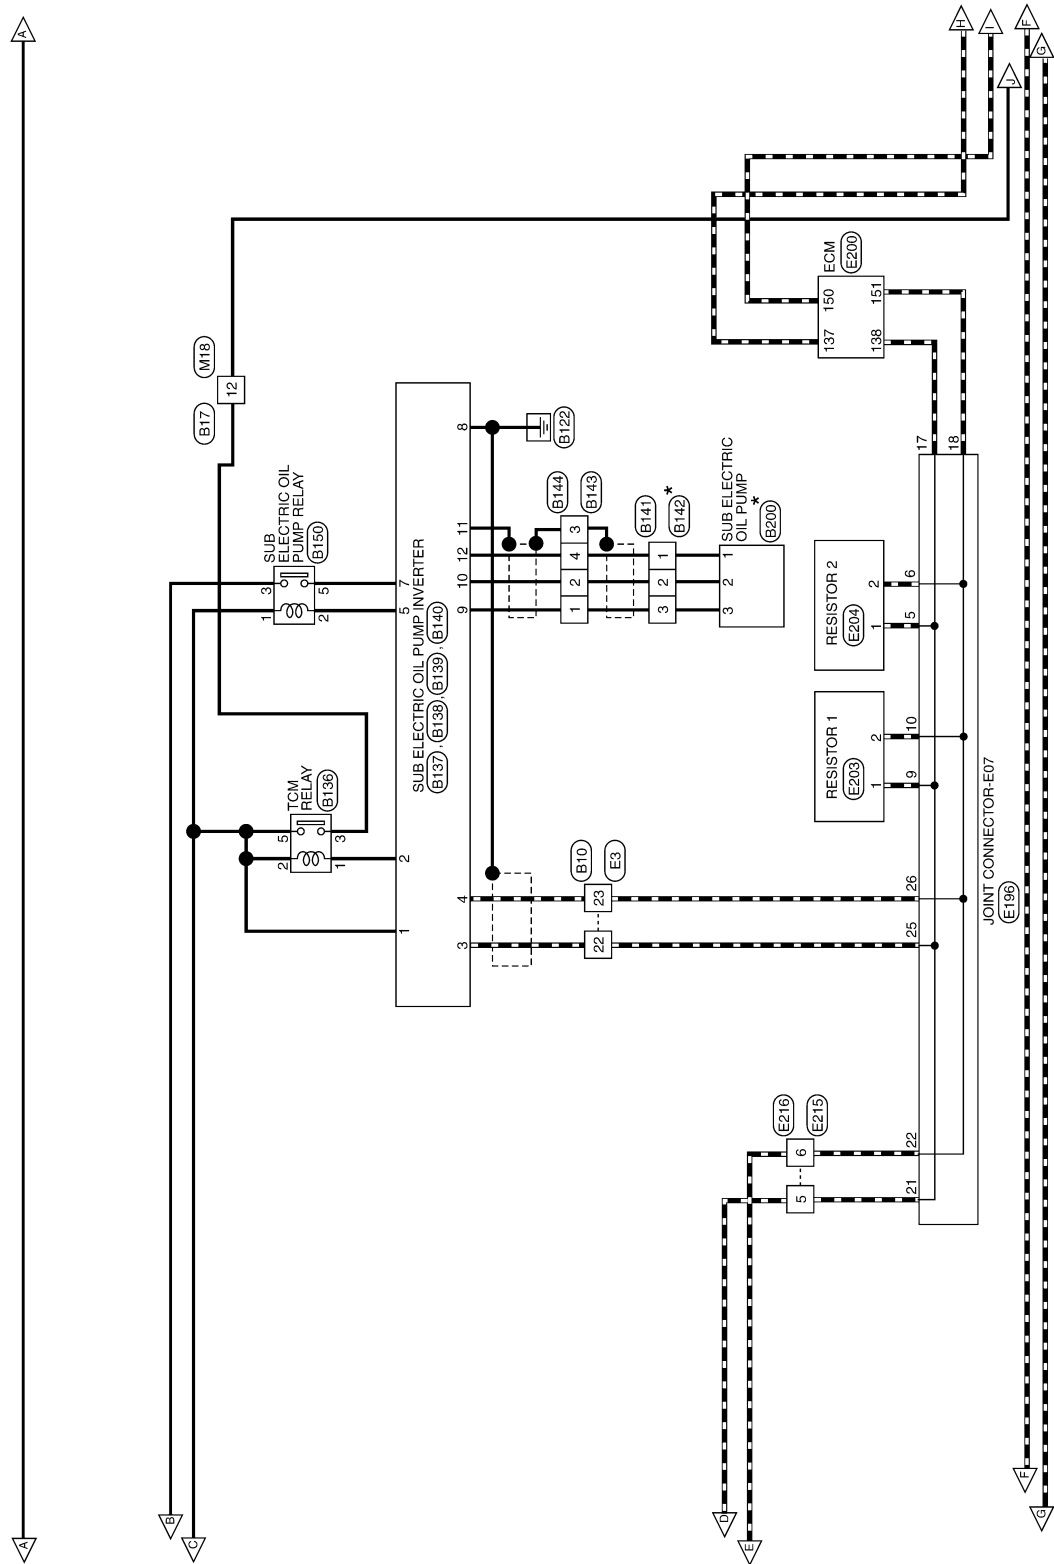 A
H
I
F
G
J
M18
12
B17
ECM
E200
150
137
151
138
SUB
ELECTRIC OIL
PUMP RELAY
B150
3
1
5
2
TCM
RELAY
B136
5
2
3
1
SUB ELECTRIC OIL PUMP INVERTER
B137 , B138 , B139 , B140
7
5
2
1
8
11
12
10
9
4
3
B122
B144
B143
3
4
2
1
B141
B142 *
1
2
3
SUB ELECTRIC
OIL PUMP *
B200
1
2
3
17
18
RESISTOR 2
E204
2
1
6
5
RESISTOR 1
E203
2
1
10
9
JOINT CONNECTOR-E07
E196
B10
E3
23
22
26
25
E216
E215
6
5
22
21
A
B
C
D
E
F
G